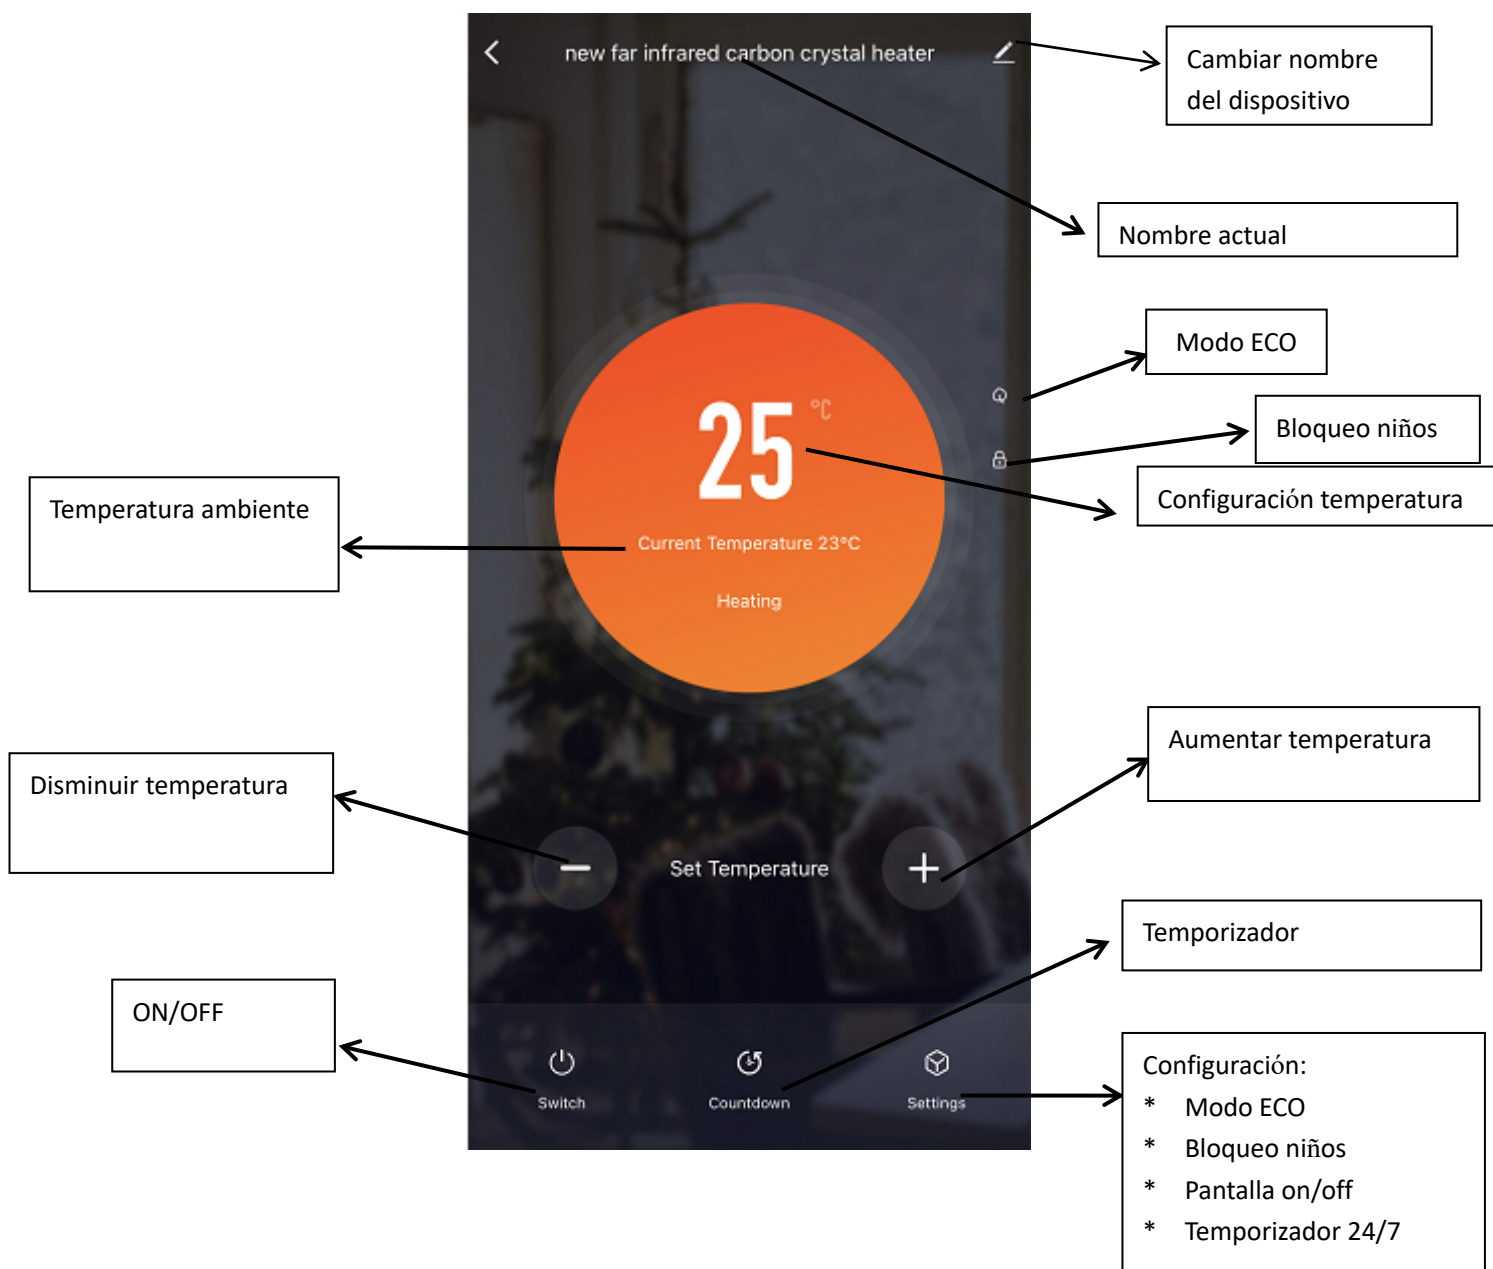 new far infrared carbon crystal heater
Cambiar nombre
del dispositivo
Nombre actual
Modo ECO
Bloqueo niños
Configuración temperatura
25 °C
Temperatura ambiente
Current Temperature 23°C
Heating
Aumentar temperatura
Disminuir temperatura
Set Temperature
Temporizador
ON/OFF
Switch
Countdown
Settings
Configuración:
* Modo ECO
* Bloqueo niños
* Pantalla on/off
* Temporizador 24/7